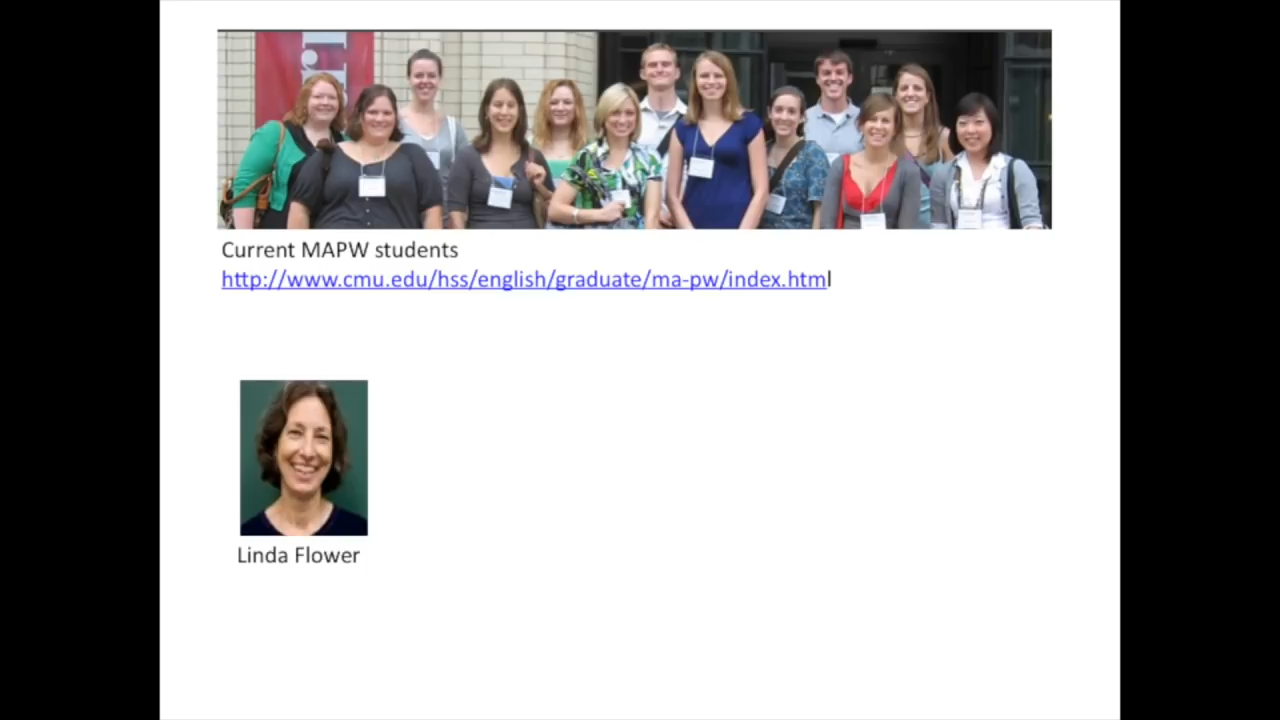 Current MAPW students
http://www.cmu.edu/hss/english/graduate/ma-pw/index.html
Linda Flower